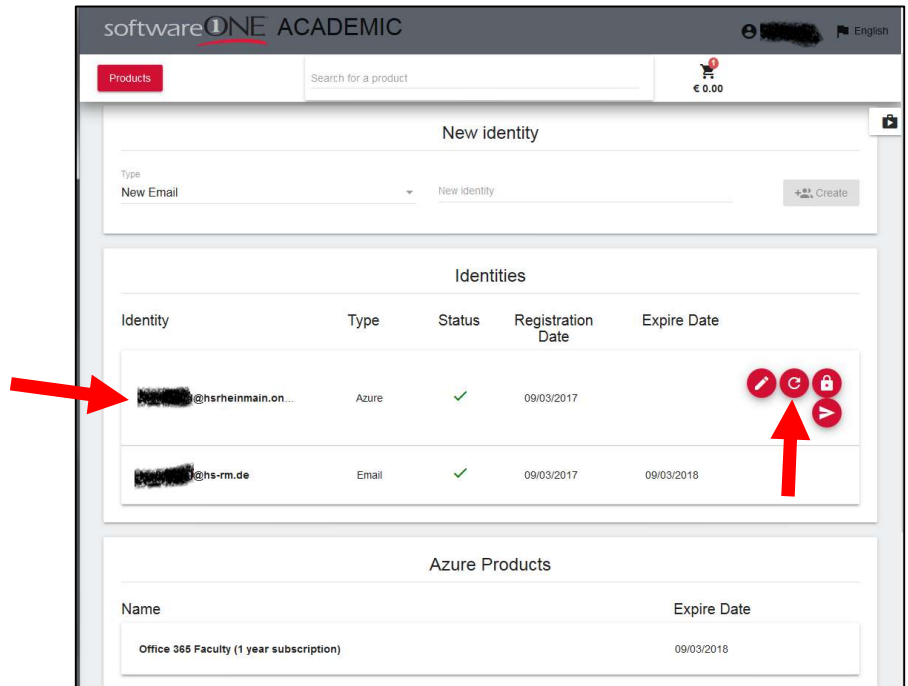 software ONE ACADEMIC
English
Products
Search for a product
1
€ 0.00
New identity
Type
New Email
New identity
Create
Identities
Identity Type Status Registration Date Expire Date
@hsrheinmain.on... Azure 09/03/2017
@hs-rm.de Email 09/03/2017 09/03/2018
Azure Products
Name Expire Date
Office 365 Faculty (1 year subscription) 09/03/2018